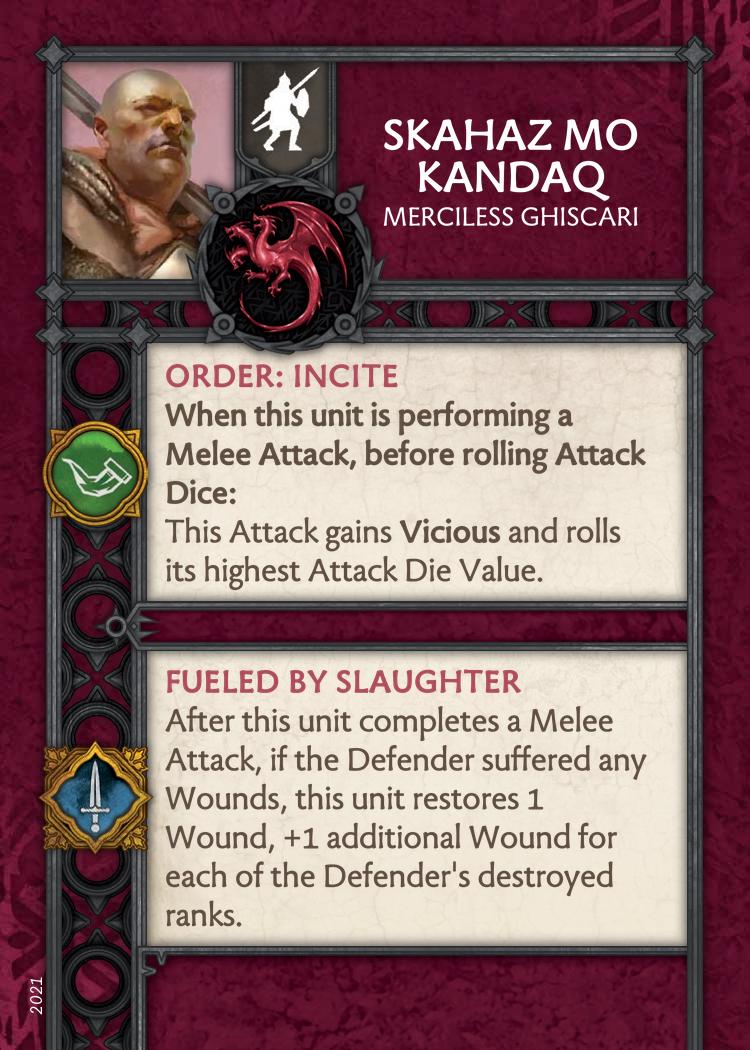 SKAHAZ MO
KANDAQ
MERCILESS GHISCARI
ORDER: INCITE
When this unit is performing a
Melee Attack, before rolling Attack
Dice:
This Attack gains Vicious and rolls
its highest Attack Die Value.
FUELED BY SLAUGHTER
After this unit completes a Melee
Attack, if the Defender suffered any
Wounds, this unit restores 1
Wound, +1 additional Wound for
each of the Defender's destroyed
ranks.
2021